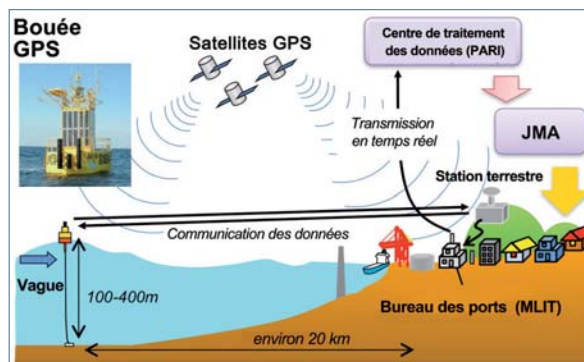 Bouée
GPS
Satellites GPS
Centre de traitement
des données (PARI)
Transmission
en temps réel
JMA
Station terrestre
Communication des données
Vague
100-400m
Bureau des ports (MLIT)
environ 20 km